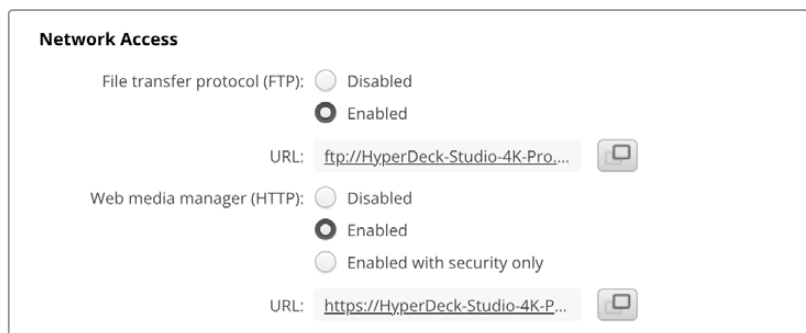 Network Access
File transfer protocol (FTP): Disabled
Enabled
URL: ftp://HyperDeck-Studio-4K-Pro....
Web media manager (HTTP): Disabled
Enabled
Enabled with security only
URL: https://HyperDeck-Studio-4K-P...